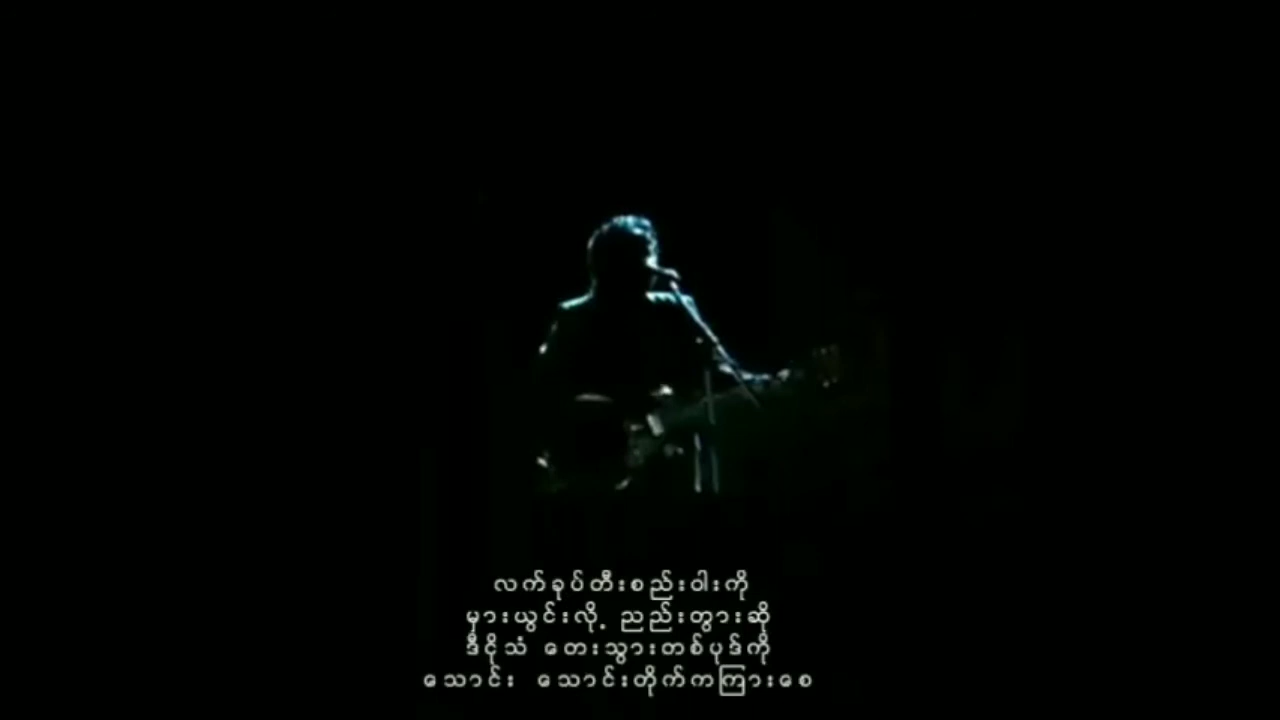 လက်ခုပ်တီးစည်းဝါးကို
မှားယွင်းလို့ ညည်းတွားဆို
ဒီငိုသံ တေးသွားတစ်ပုဒ်ကို
သောင်း သောင်းတိုက်ကကြားစေ